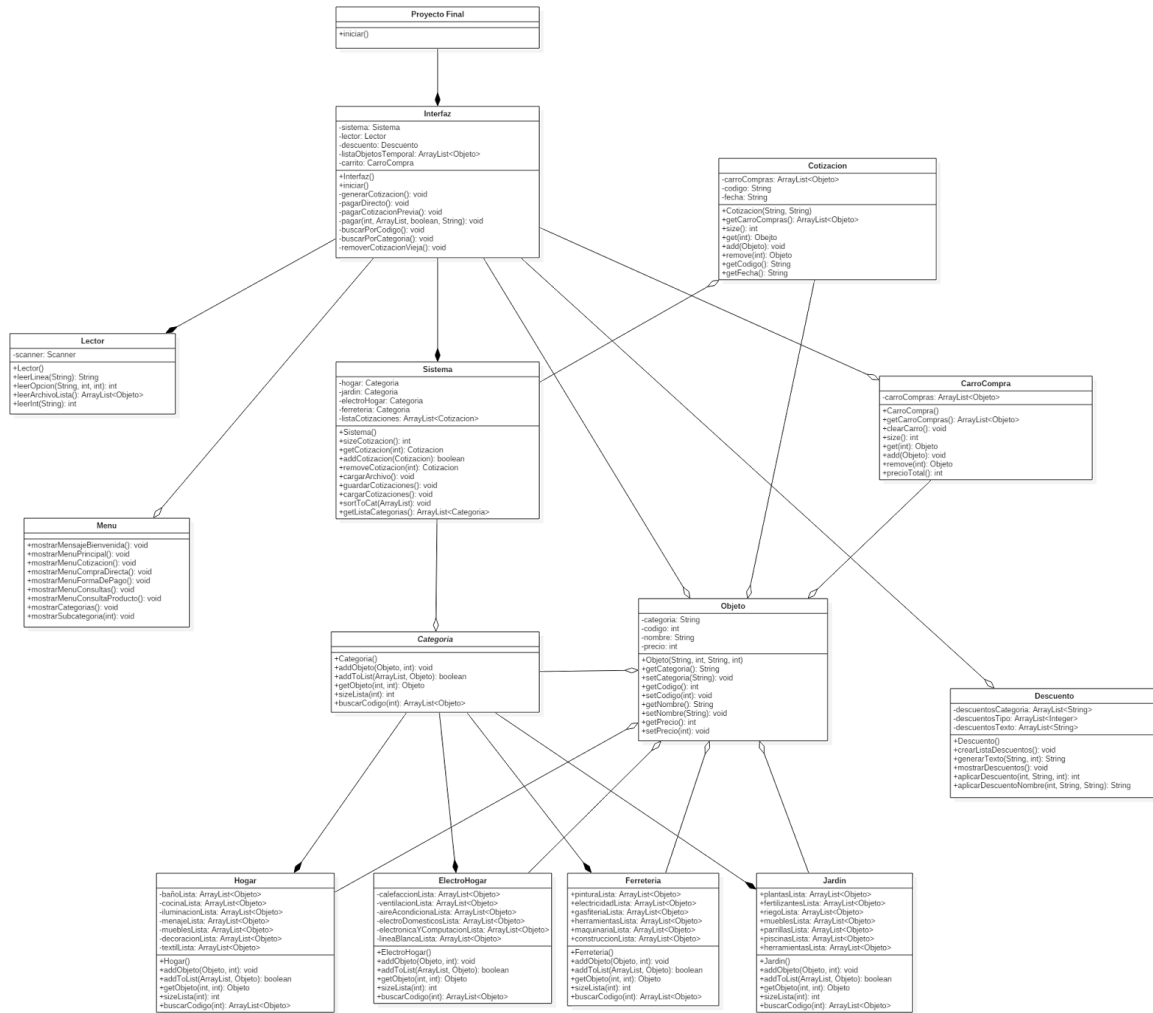 Proyecto Final
+iniciar()
Interfaz
-sistema: Sistema
-lector: Lector
-descuento: Descuento
-listaObjetosTemporal: ArrayList<Objeto>
-carrito: CarroCompra
+Interfaz()
+iniciar()
-generarCotizacion(): void
-pagarDirecto(): void
-pagarCotizacionPrevia(): void
-pagar(int, ArrayList, boolean, String): void
-buscarPorCodigo(): void
-buscarPorCategoria(): void
-removerCotizacionVieja(): void
Cotizacion
-carroCompras: ArrayList<Objeto>
-codigo: String
-fecha: String
+Cotizacion(String, String)
+getCarroCompras(): ArrayList<Objeto>
+size(): int
+get(int): Obejto
+add(Objeto): void
+remove(int): Objeto
+getCodigo(): String
+getFecha(): String
Lector
-scanner: Scanner
+Lector()
+leerLinea(String): String
+leerOpcion(String, int, int): int
+leerArchivoLista(): ArrayList<Objeto>
+leerInt(String): int
Sistema
-hogar: Categoria
-jardin: Categoria
-electroHogar: Categoria
-ferreteria: Categoria
-listaCotizaciones: ArrayList<Cotizacion>
+Sistema()
+sizeCotizacion(): int
+getCotizacion(int): Cotizacion
+addCotizacion(Cotizacion): boolean
+removeCotizacion(int): Cotizacion
+cargarArchivo(): void
+guardarCotizaciones(): void
+cargarCotizaciones(): void
+sortToCat(ArrayList): void
+getListaCategorias(): ArrayList<Categoria>
CarroCompra
-carroCompras: ArrayList<Objeto>
+CarroCompra()
+getCarroCompras(): ArrayList<Objeto>
+clearCarro(): void
+size(): int
+get(int): Objeto
+add(Objeto): void
+remove(int): Objeto
+precioTotal(): int
Menu
+mostrarMensajeBienvenida(): void
+mostrarMenuPrincipal(): void
+mostrarMenuCotizacion(): void
+mostrarMenuCompraDirecta(): void
+mostrarMenuFormaDePago(): void
+mostrarMenuConsultas(): void
+mostrarMenuConsultaProducto(): void
+mostrarCategorias(): void
+mostrarSubcategoria(int): void
Categoria
+Categoria()
+addObjeto(Objeto, int): void
+addToList(ArrayList, Objeto): boolean
+getObjeto(int, int): Objeto
+sizeLista(int): int
+buscarCodigo(int): ArrayList<Objeto>
Objeto
-categoria: String
-codigo: int
-nombre: String
-precio: int
+Objeto(String, int, String, int)
+getCategoria(): String
+setCategoria(String): void
+getCodigo(): int
+setCodigo(int): void
+getNombre(): String
+setNombre(String): void
+getPrecio(): int
+setPrecio(int): void
Descuento
-descuentosCategoria: ArrayList<String>
-descuentosTipo: ArrayList<Integer>
-descuentosTexto: ArrayList<String>
+Descuento()
+crearListaDescuentos(): void
+generarTexto(String, int): String
+mostrarDescuentos(): void
+aplicarDescuento(int, String, int): int
+aplicarDescuentoNombre(int, String, String): String
Hogar
-bañoLista: ArrayList<Objeto>
-cocinaLista: ArrayList<Objeto>
-iluminacionLista: ArrayList<Objeto>
-menajeLista: ArrayList<Objeto>
-mueblesLista: ArrayList<Objeto>
-decoracionLista: ArrayList<Objeto>
-textilLista: ArrayList<Objeto>
+Hogar()
+addObjeto(Objeto, int): void
+addToList(ArrayList, Objeto): boolean
+getObjeto(int, int): Objeto
+sizeLista(int): int
+buscarCodigo(int): ArrayList<Objeto>
ElectroHogar
-calefaccionLista: ArrayList<Objeto>
-ventilacionLista: ArrayList<Objeto>
-aireAcondicionaLista: ArrayList<Objeto>
-electroDomesticosLista: ArrayList<Objeto>
-electronicaYComputacionLista: ArrayList<Objeto>
-lineaBlancaLista: ArrayList<Objeto>
+ElectroHogar()
+addObjeto(Objeto, int): void
+addToList(ArrayList, Objeto): boolean
+getObjeto(int, int): Objeto
+sizeLista(int): int
+buscarCodigo(int): ArrayList<Objeto>
Ferreteria
+pinturaLista: ArrayList<Objeto>
+electricidadLista: ArrayList<Objeto>
+gasfiteriaLista: ArrayList<Objeto>
+herramientasLista: ArrayList<Objeto>
+maquinariaLista: ArrayList<Objeto>
+construccionLista: ArrayList<Objeto>
+Ferreteria()
+addObjeto(Objeto, int): void
+addToList(ArrayList, Objeto): boolean
+getObjeto(int, int): Objeto
+sizeLista(int): int
+buscarCodigo(int): ArrayList<Objeto>
Jardin
+plantasLista: ArrayList<Objeto>
+fertilizantesLista: ArrayList<Objeto>
+riegoLista: ArrayList<Objeto>
+mueblesLista: ArrayList<Objeto>
+parrillasLista: ArrayList<Objeto>
+piscinasLista: ArrayList<Objeto>
+herramientasLista: ArrayList<Objeto>
+Jardin()
+addObjeto(Objeto, int): void
+addToList(ArrayList, Objeto): boolean
+getObjeto(int, int): Objeto
+sizeLista(int): int
+buscarCodigo(int): ArrayList<Objeto>